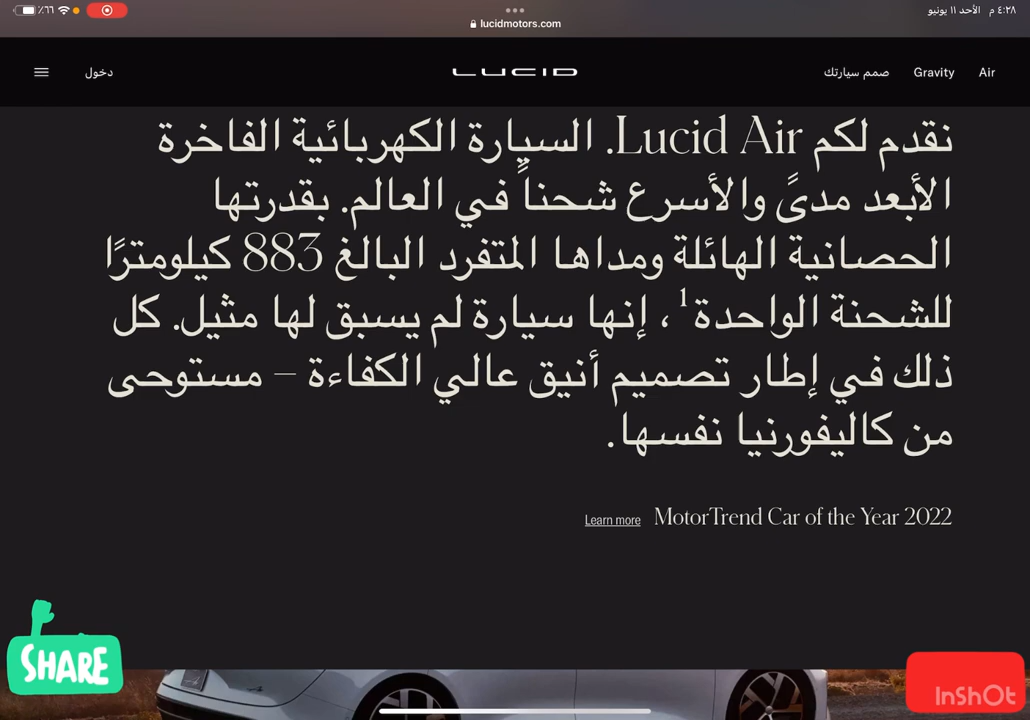 ٤:٣٨ م الأحد ١١ يونيو
٪٦٦
lucidmotors.com
Air
Gravity
صمم سيارتك
LUCID
دخول
نقدم لكم Lucid Air. السيارة الكهربائية الفاخرة
الأبعد مدىً والأسرع شحناً في العالم. بقدرتها
الحصانية الهائلة ومداها المتفرد البالغ 883 كيلومترًا
للشحنة الواحدة¹، إنها سيارة لم يسبق لها مثيل. كل
ذلك في إطار تصميم أنيق عالي الكفاءة – مستوحى
من كاليفورنيا نفسها.
MotorTrend Car of the Year 2022 Learn more
SHARE
InShOt